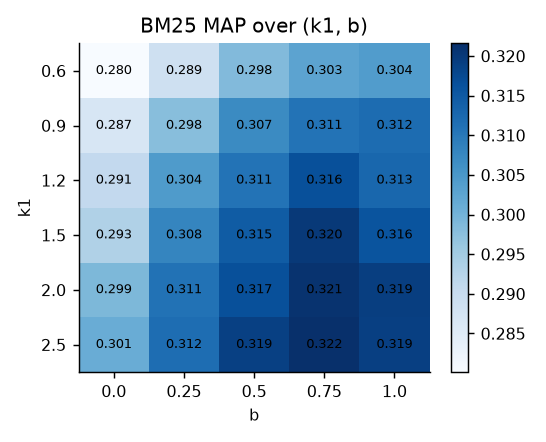 BM25 MAP over (k1, b)
k1
0.6 0.280 0.289 0.298 0.303 0.304
0.9 0.287 0.298 0.307 0.311 0.312
1.2 0.291 0.304 0.311 0.316 0.313
1.5 0.293 0.308 0.315 0.320 0.316
2.0 0.299 0.311 0.317 0.321 0.319
2.5 0.301 0.312 0.319 0.322 0.319
0.0 0.25 0.5 0.75 1.0
b
0.320
0.315
0.310
0.305
0.300
0.295
0.290
0.285